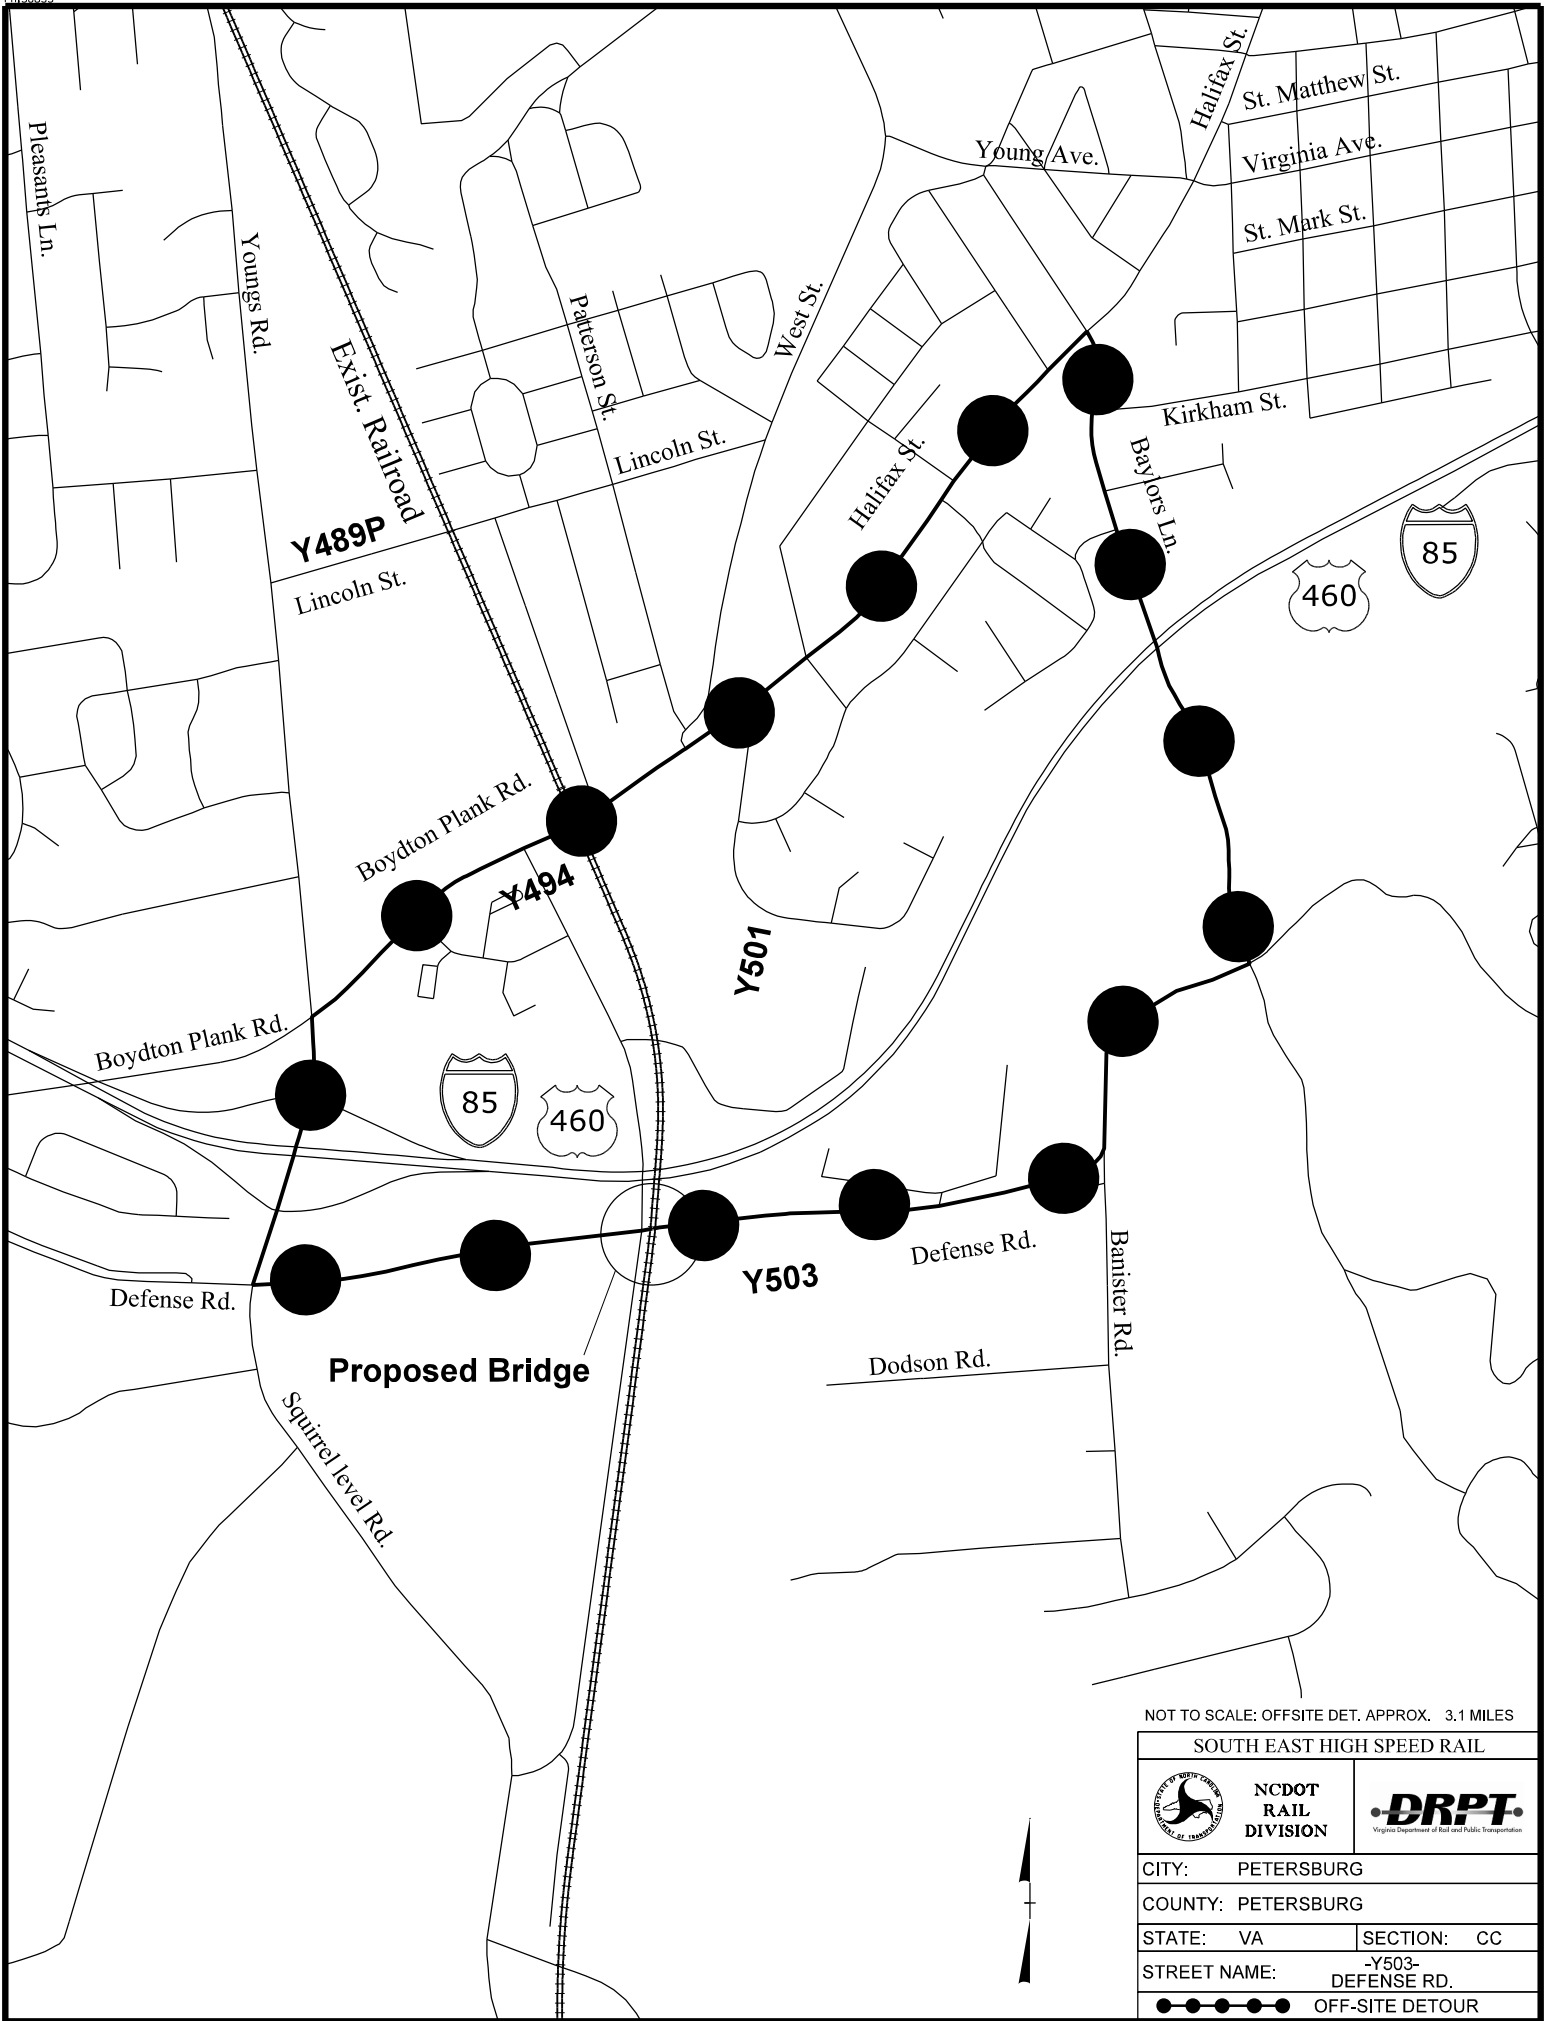 Halifax St.
St. Matthew St.
Pleasants Ln.
Young Ave.
Virginia Ave.
St. Mark St.
Youngs Rd.
Patterson St.
West St.
Exist. Railroad
Kirkham St.
Lincoln St.
Halifax St.
Baylors Ln.
Y489P
Lincoln St.
85
460
Boydton Plank Rd.
Y494
Y501
Boydton Plank Rd.
85
460
Defense Rd.
Y503
Defense Rd.
Banister Rd.
Proposed Bridge
Dodson Rd.
Squirrel level Rd.
NOT TO SCALE: OFFSITE DET. APPROX. 3.1 MILES
SOUTH EAST HIGH SPEED RAIL
NCDOT
RAIL
DIVISION
DRPT
Virginia Department of Rail and Public Transportation
CITY: PETERSBURG
COUNTY: PETERSBURG
STATE: VA SECTION: CC
STREET NAME: -Y503-
DEFENSE RD.
OFF-SITE DETOUR